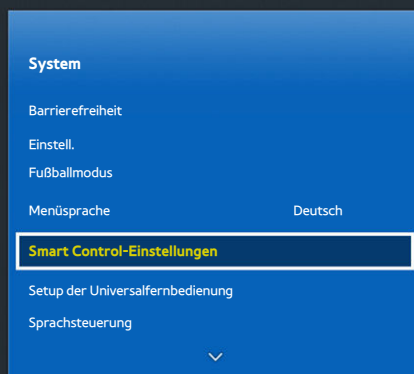 System
Barrierefreiheit
Einstell.
Fußballmodus
Menüsprache Deutsch
Smart Control-Einstellungen
Setup der Universalfernbedienung
Sprachsteuerung